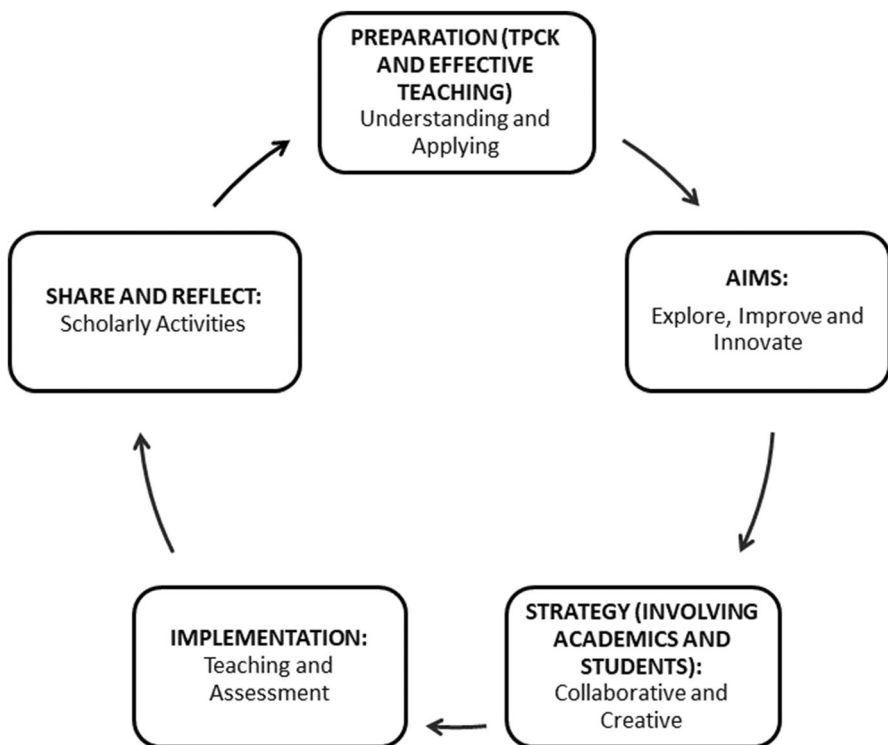 PREPARATION (TPCK
AND EFFECTIVE
TEACHING)
Understanding and
Applying
AIMS:
Explore, Improve and
Innovate
STRATEGY (INVOLVING
ACADEMICS AND
STUDENTS):
Collaborative and
Creative
IMPLEMENTATION:
Teaching and
Assessment
SHARE AND REFLECT:
Scholarly Activities